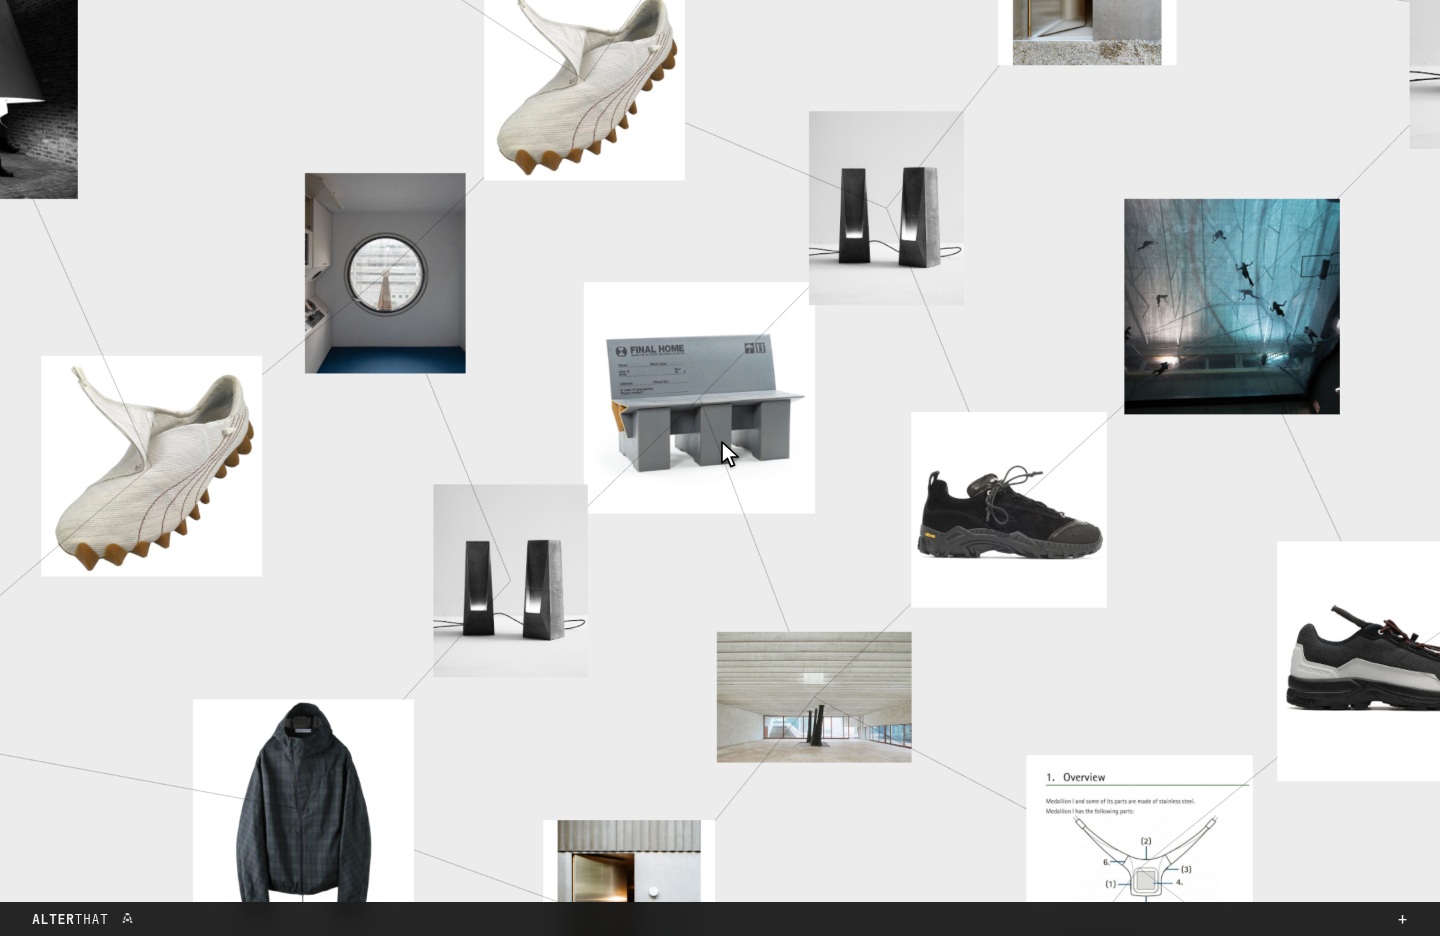 FINAL HOME
1. Overview
Medallion I and some of its parts are made of stainless steel.
Medallion I has the following parts:
(2)
6.
(3)
(1)
4.
ALTERTHAT
+